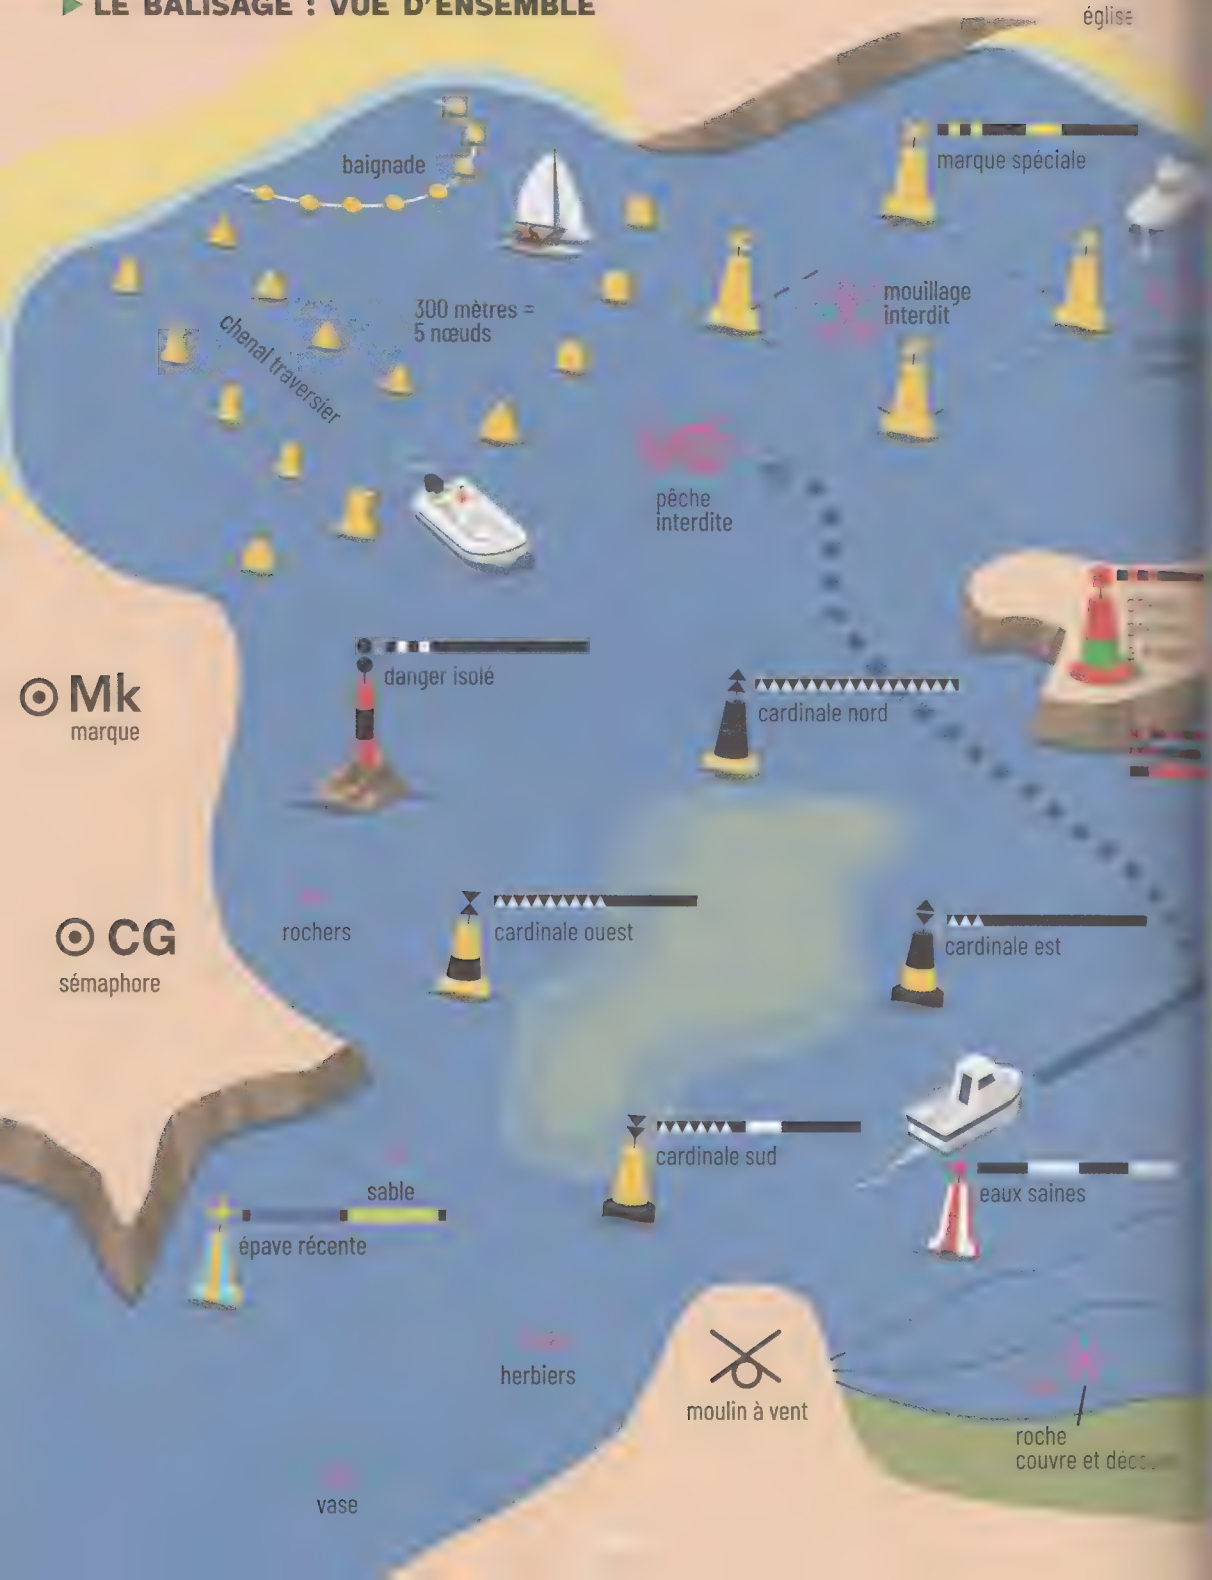 LE BALISAGE : VUE D'ENSEMBLE
église
baignade
marque spéciale
300 mètres =
5 nœuds
mouillage
interdit
chenal traversier
pêche
interdite
danger isolé
Mk
marque
cardinale nord
rochers
cardinale ouest
cardinale est
CG
sémaphore
cardinale sud
eaux saines
sable
épave récente
herbiers
moulin à vent
roche
couvre et
vase